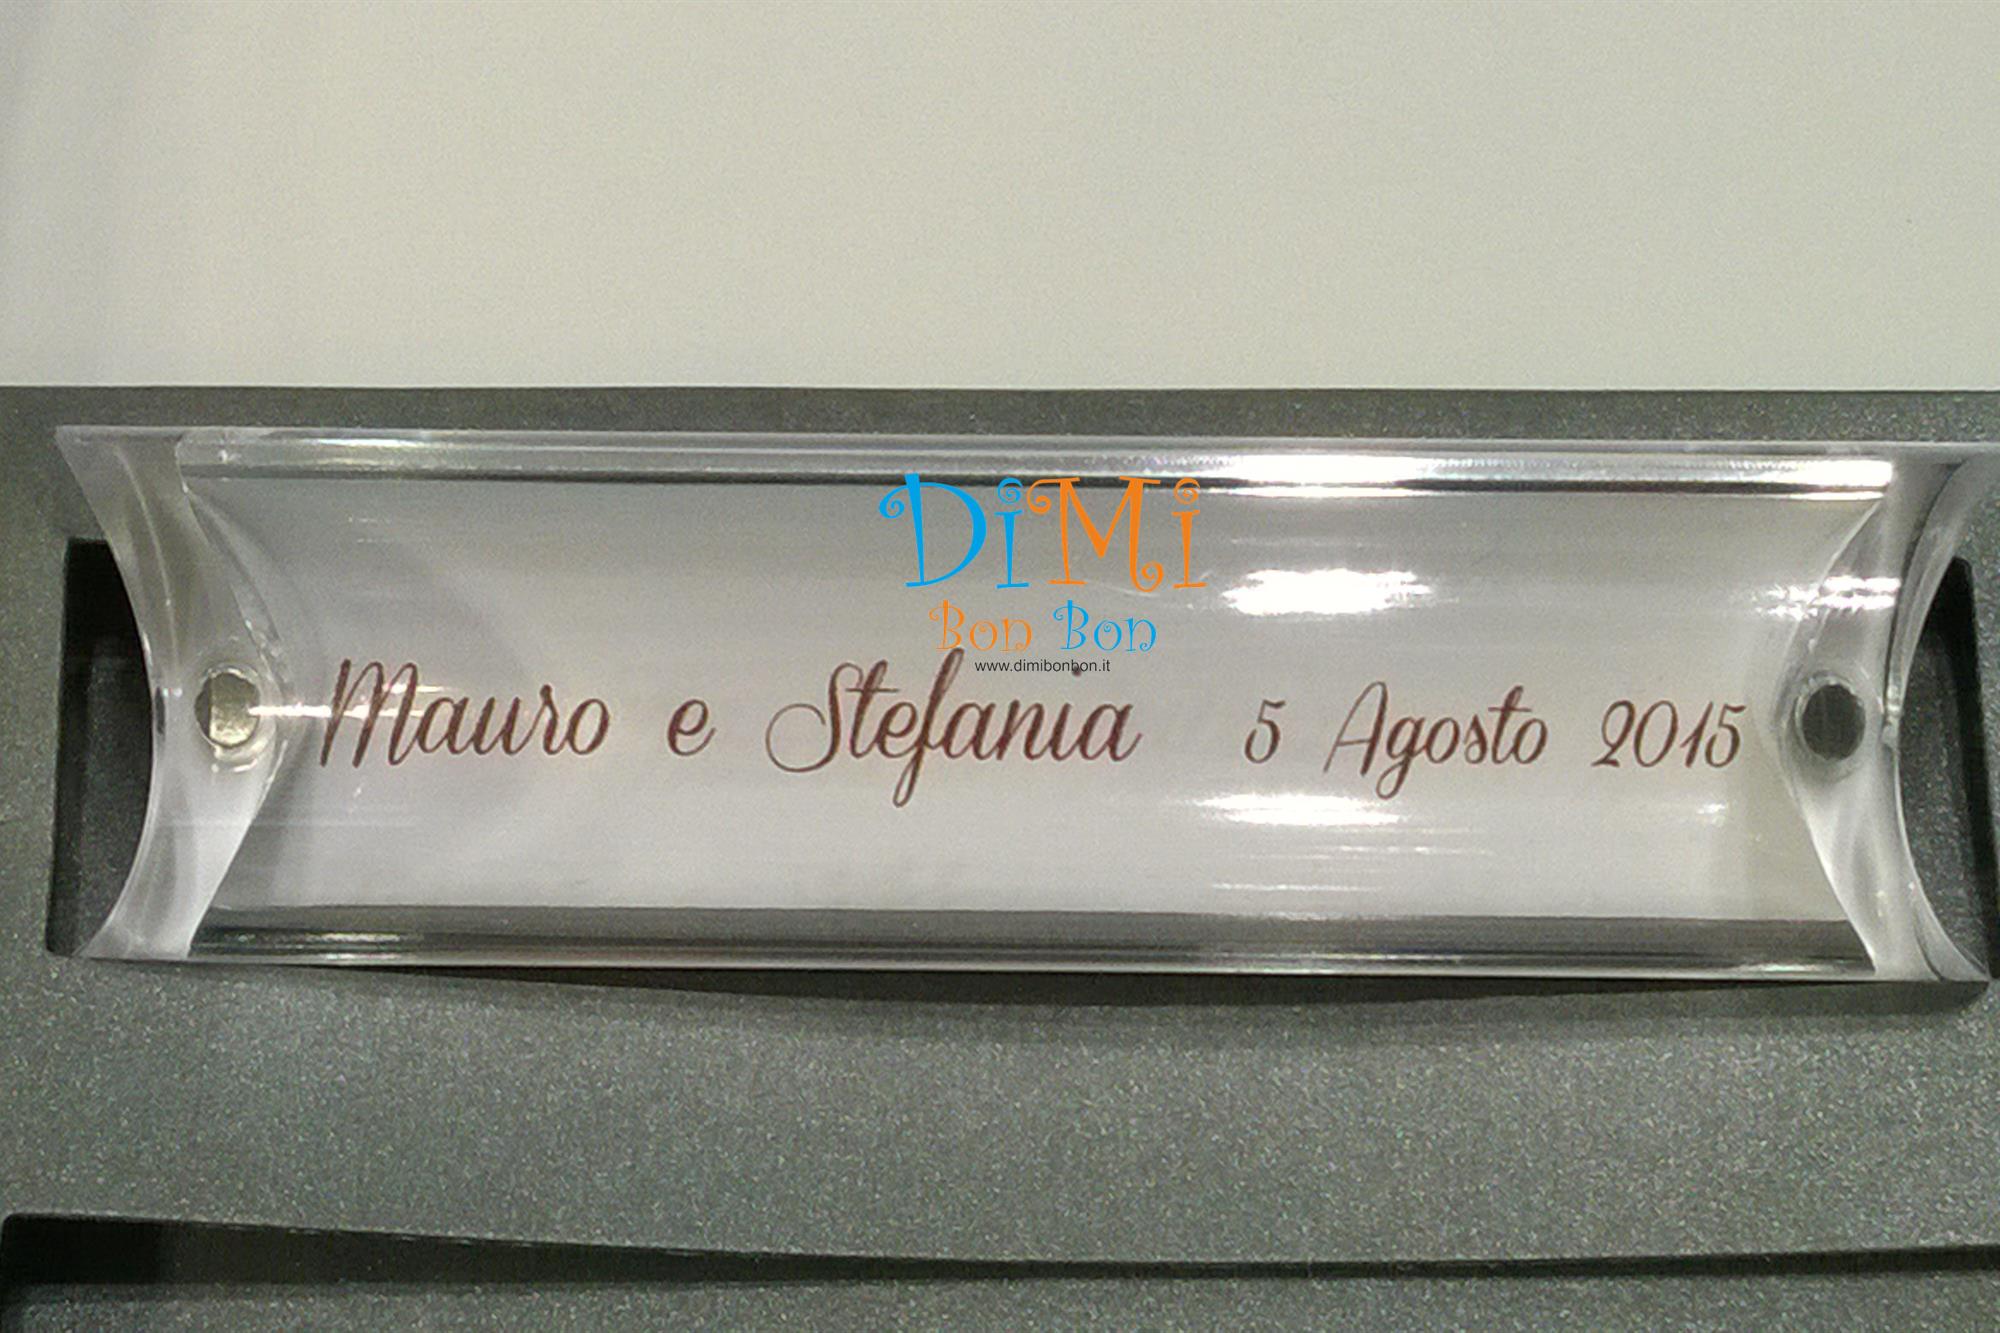 DiMi
Bon Bon
www.dimibonbon.it
Mauro e Stefania 5 Agosto 2015